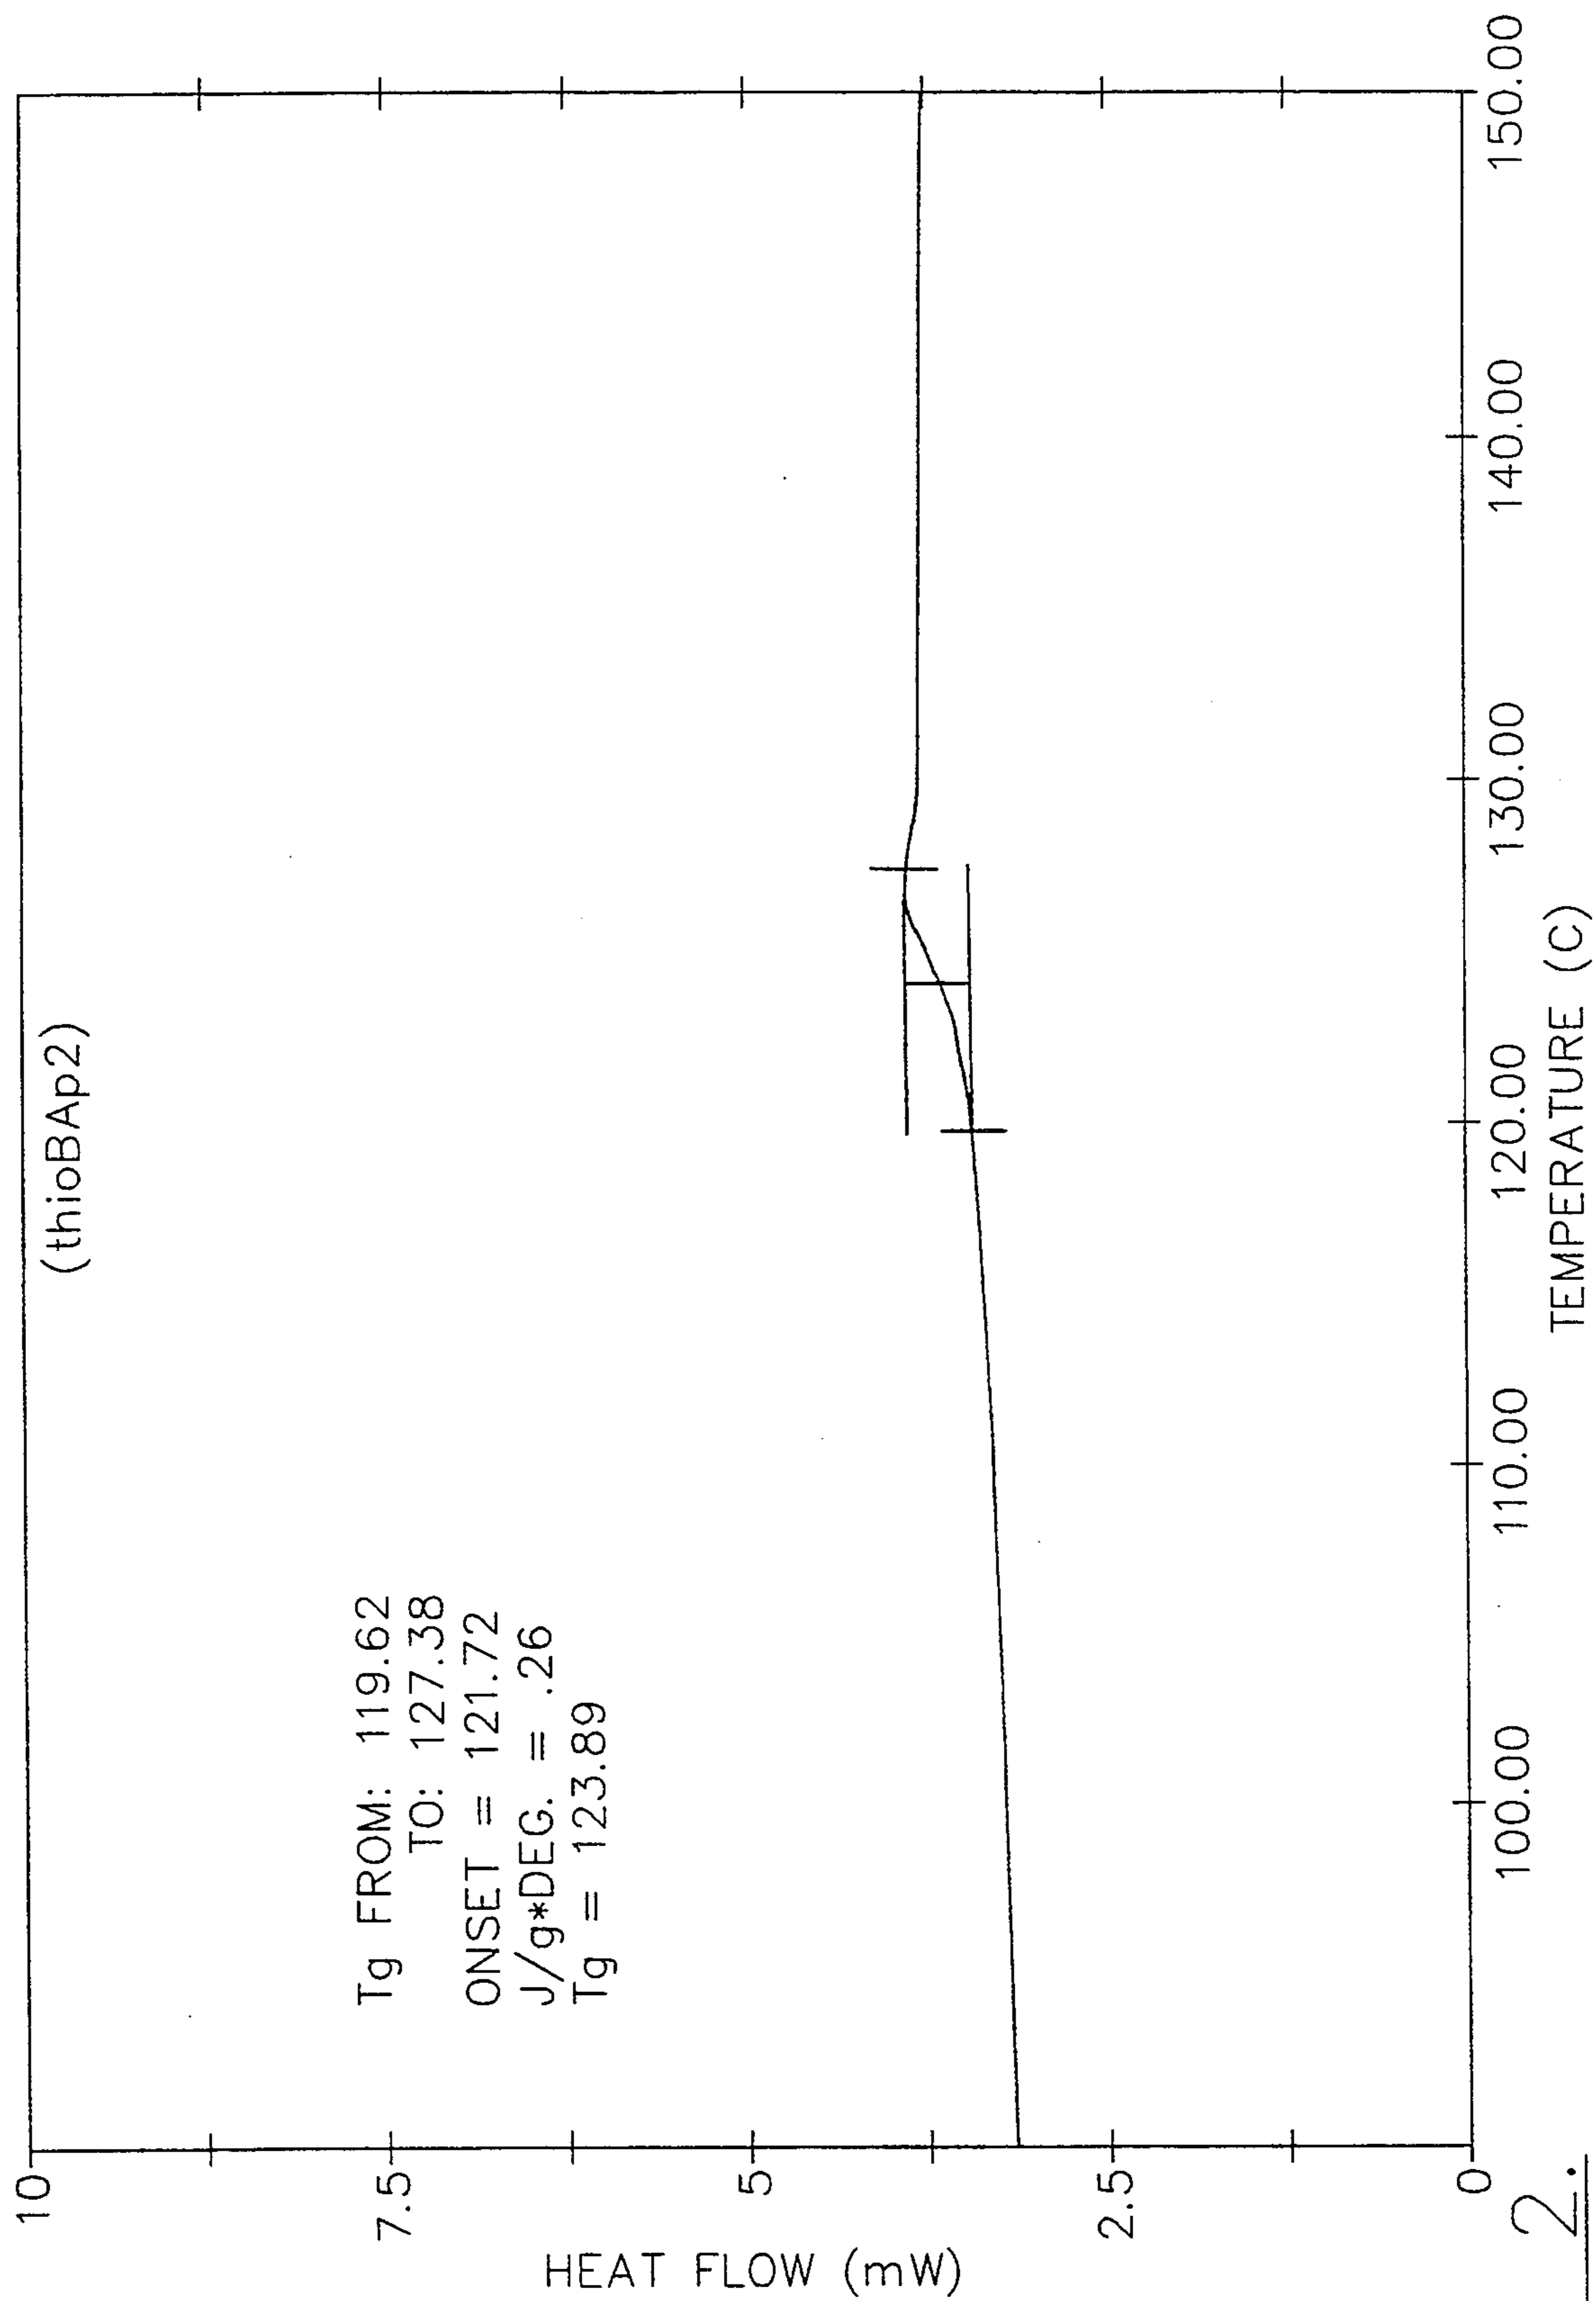 (thioBAp2)
Tg FROM: 119.62
TO: 127.38
ONSET = 121.72
J/g*DEG. = .26
Tg = 123.89
10
7.5
5
2.5
0
HEAT FLOW (mW)
100.00 110.00 120.00 130.00 140.00 150.00
TEMPERATURE (C)
2.